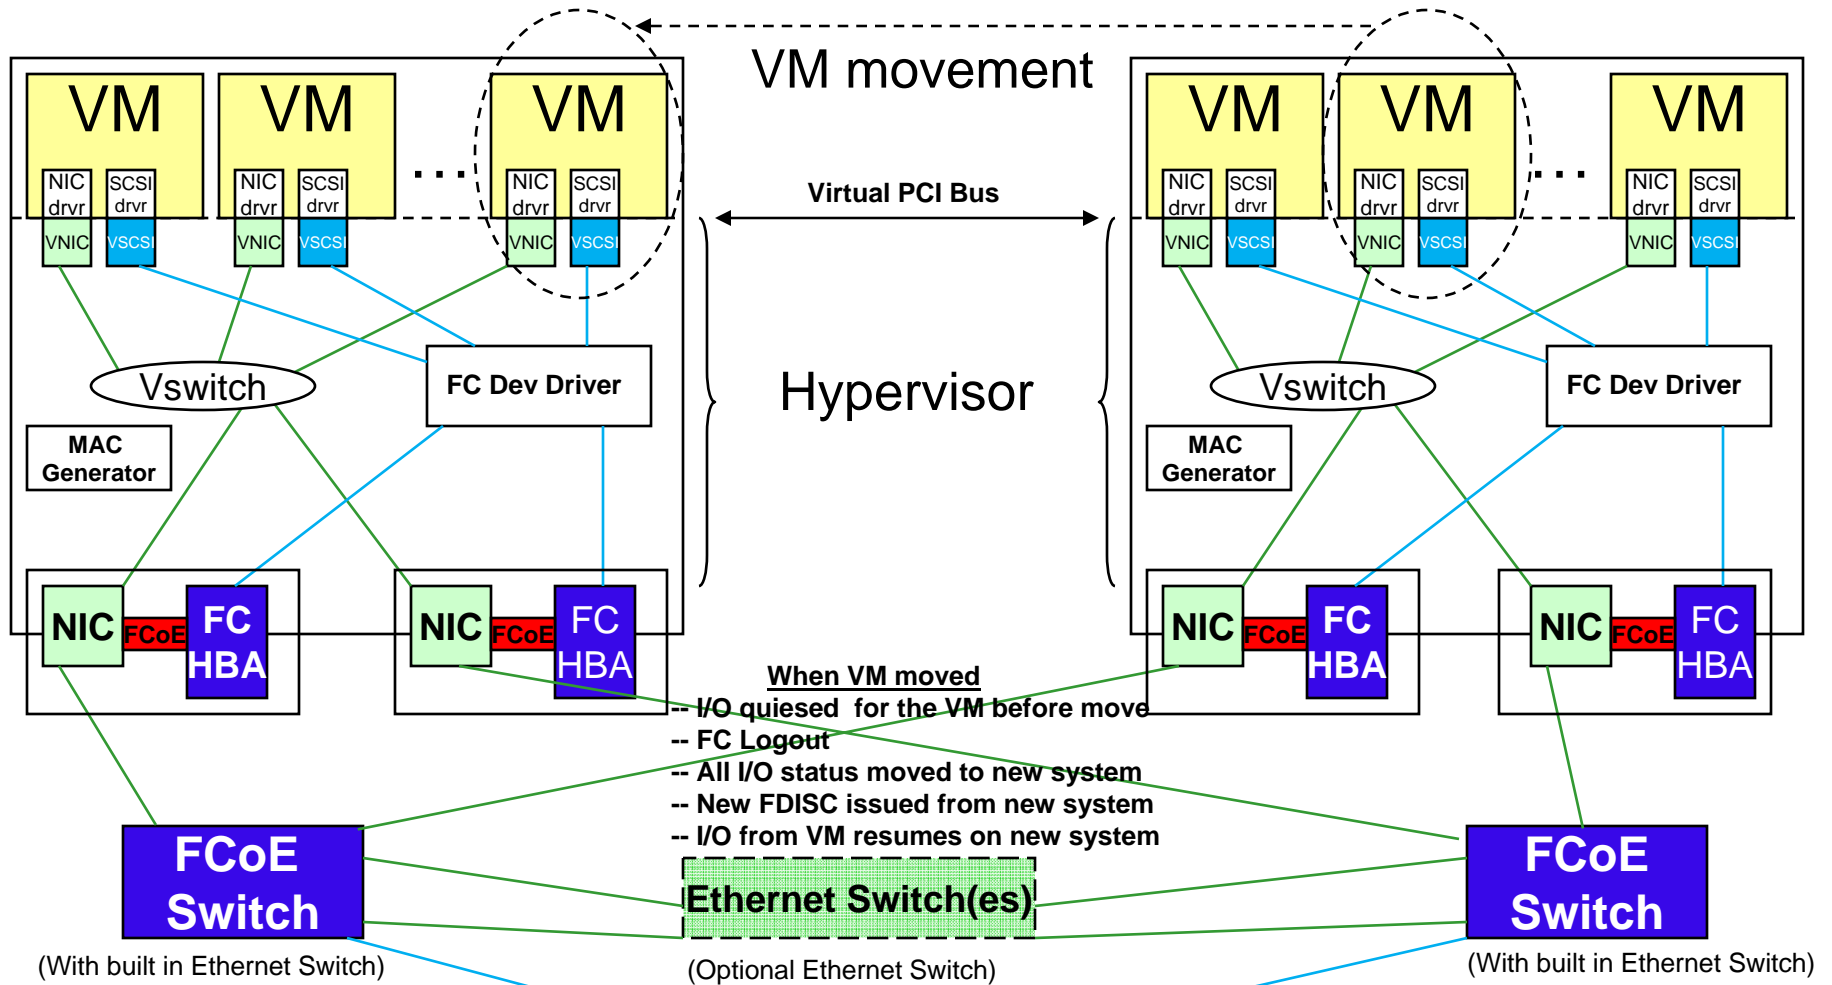 VM movement
VM
VM
VM
VM
VM
VM
NIC
drvr
SCSI
drvr
NIC
drvr
SCSI
drvr
...
NIC
drvr
SCSI
drvr
Virtual PCI Bus
NIC
drvr
SCSI
drvr
NIC
drvr
SCSI
drvr
...
NIC
drvr
SCSI
drvr
VNIC
VSCSI
VNIC
VSCSI
VNIC
VSCSI
VNIC
VSCSI
VNIC
VSCSI
VNIC
VSCSI
Vswitch
FC Dev Driver
Hypervisor
Vswitch
FC Dev Driver
MAC
Generator
MAC
Generator
NIC
FCoE
FC
HBA
NIC
FCoE
FC
HBA
NIC
FCoE
FC
HBA
NIC
FCoE
FC
HBA
When VM moved
-- I/O quiesed for the VM before move
-- FC Logout
-- All I/O status moved to new system
-- New FDISC issued from new system
-- I/O from VM resumes on new system
FCoE
Switch
Ethernet Switch(es)
FCoE
Switch
(With built in Ethernet Switch)
(Optional Ethernet Switch)
(With built in Ethernet Switch)